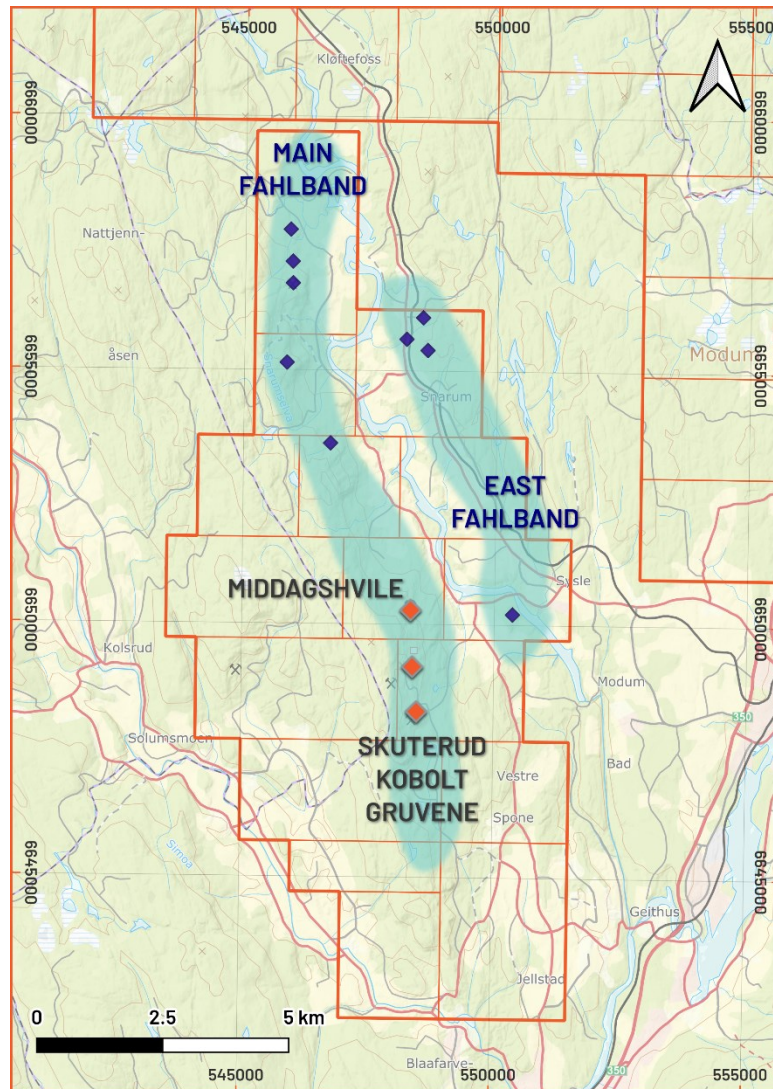 545000
550000
555000
Kløftefoss
6660000
6660000
MAIN
FAHLBAND
Nattjenn-
åsen
6655000
6655000
Modum
Snarum
EAST
FAHLBAND
MIDDAGSHVILE
Sysle
6650000
6650000
Kolsrud
Modum
350
Bad
Solumsmoen
SKUTERUD
KOBOLT
GRUVENE
Vestre
Spone
Simoa
6645000
6645000
Geithus
350
Jellstad
0 2.5 5 km
Blaafarve-
545000
550000
555000